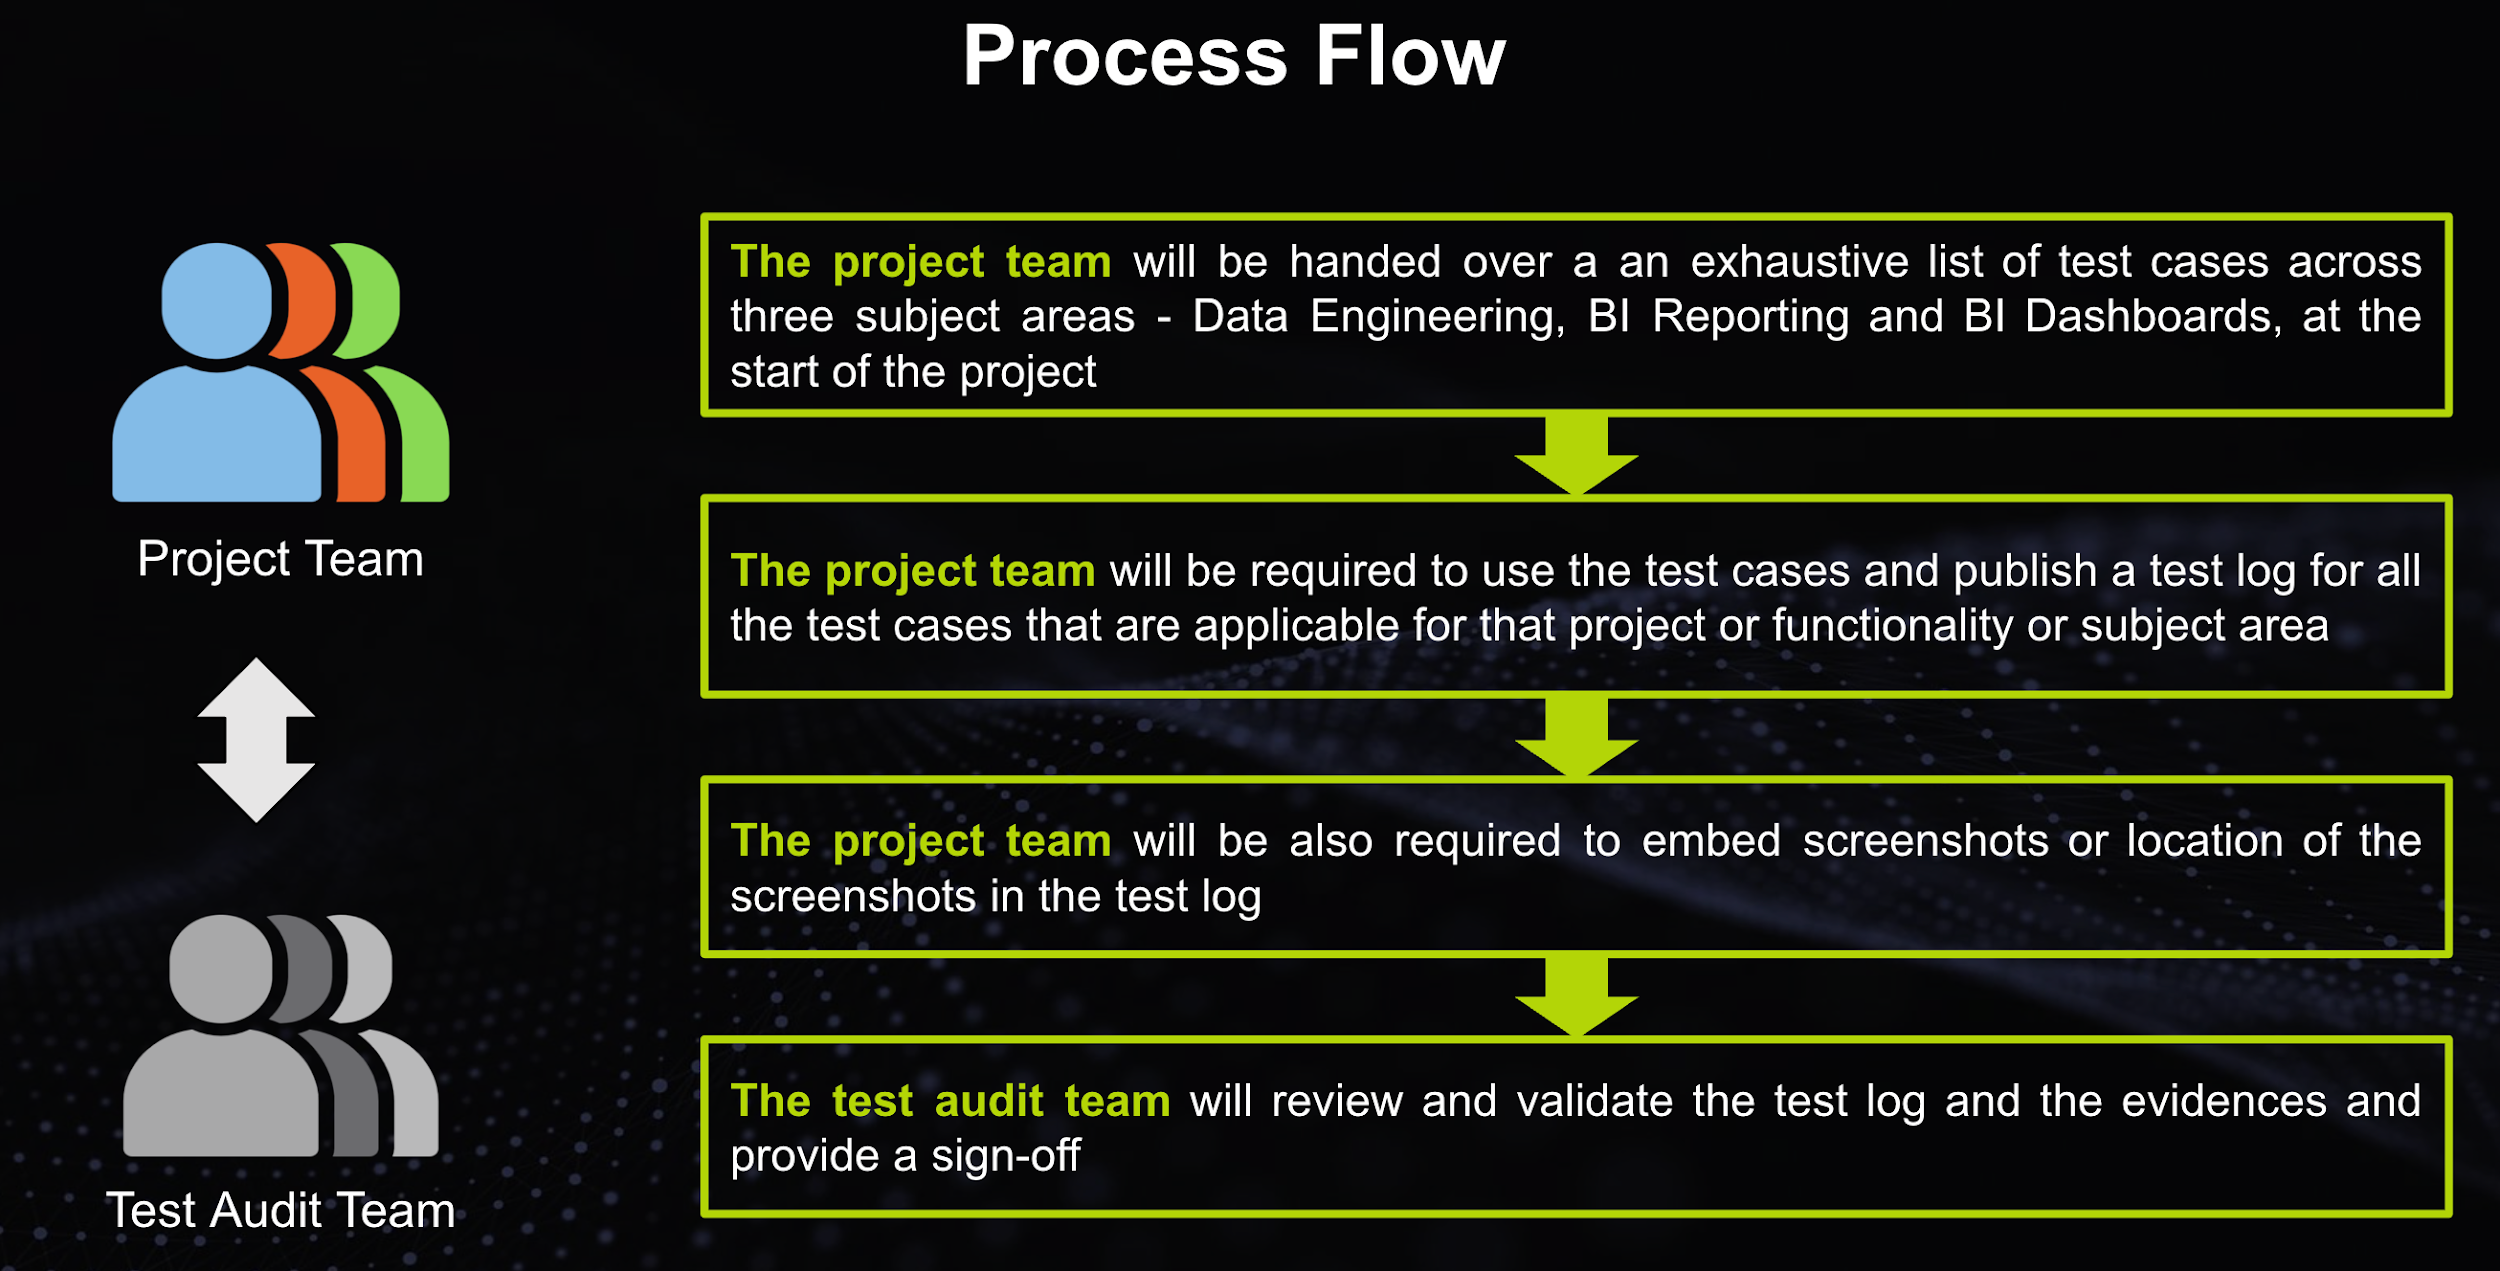 Process Flow
The project team will be handed over a an exhaustive list of test cases across
three subject areas - Data Engineering, BI Reporting and BI Dashboards, at the
start of the project
Project Team
The project team will be required to use the test cases and publish a test log for all
the test cases that are applicable for that project or functionality or subject area
The project team will be also required to embed screenshots or location of the
screenshots in the test log
The test audit team will review and validate the test log and the evidences and
provide a sign-off
Test Audit Team